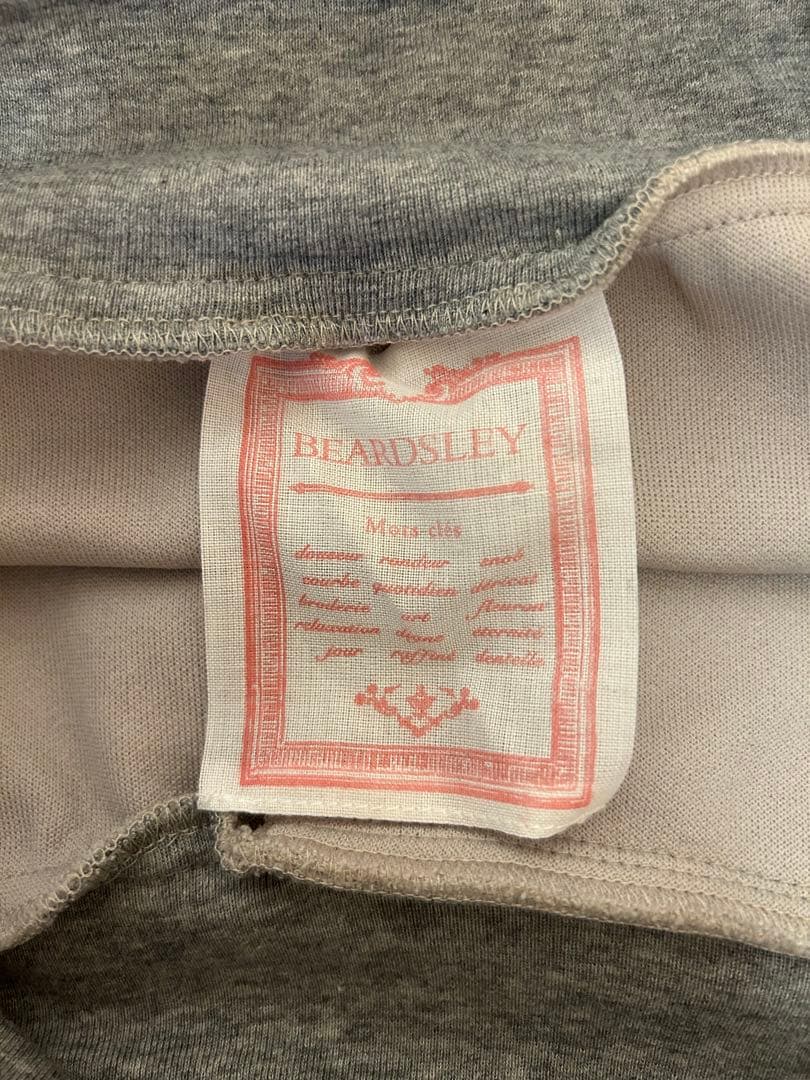 BEARDSLEY
Mots-clés
douceur rondeur snob
courbe quotidien délicat
broderie art fleuron
relaxation digne éternité
jour raffiné dentelle